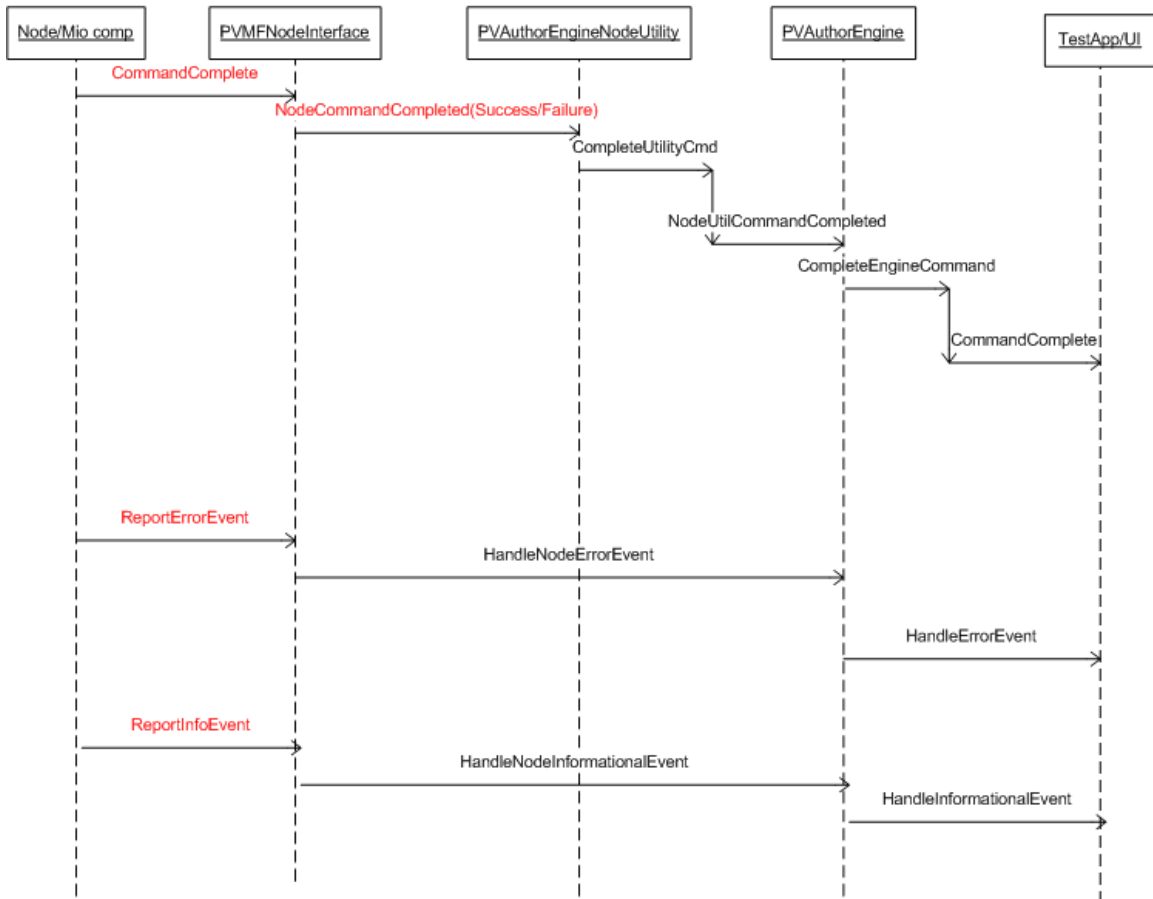 Node/Mio comp
PVMFNodeInterface
PVAuthorEngineNodeUtility
PVAuthorEngine
TestApp/UI
CommandComplete
NodeCommandCompleted(Success/Failure)
CompleteUtilityCmd
NodeUtilCommandCompleted
CompleteEngineCommand
CommandComplete
ReportErrorEvent
HandleNodeErrorEvent
HandleErrorEvent
ReportInfoEvent
HandleNodeInformationalEvent
HandleInformationalEvent